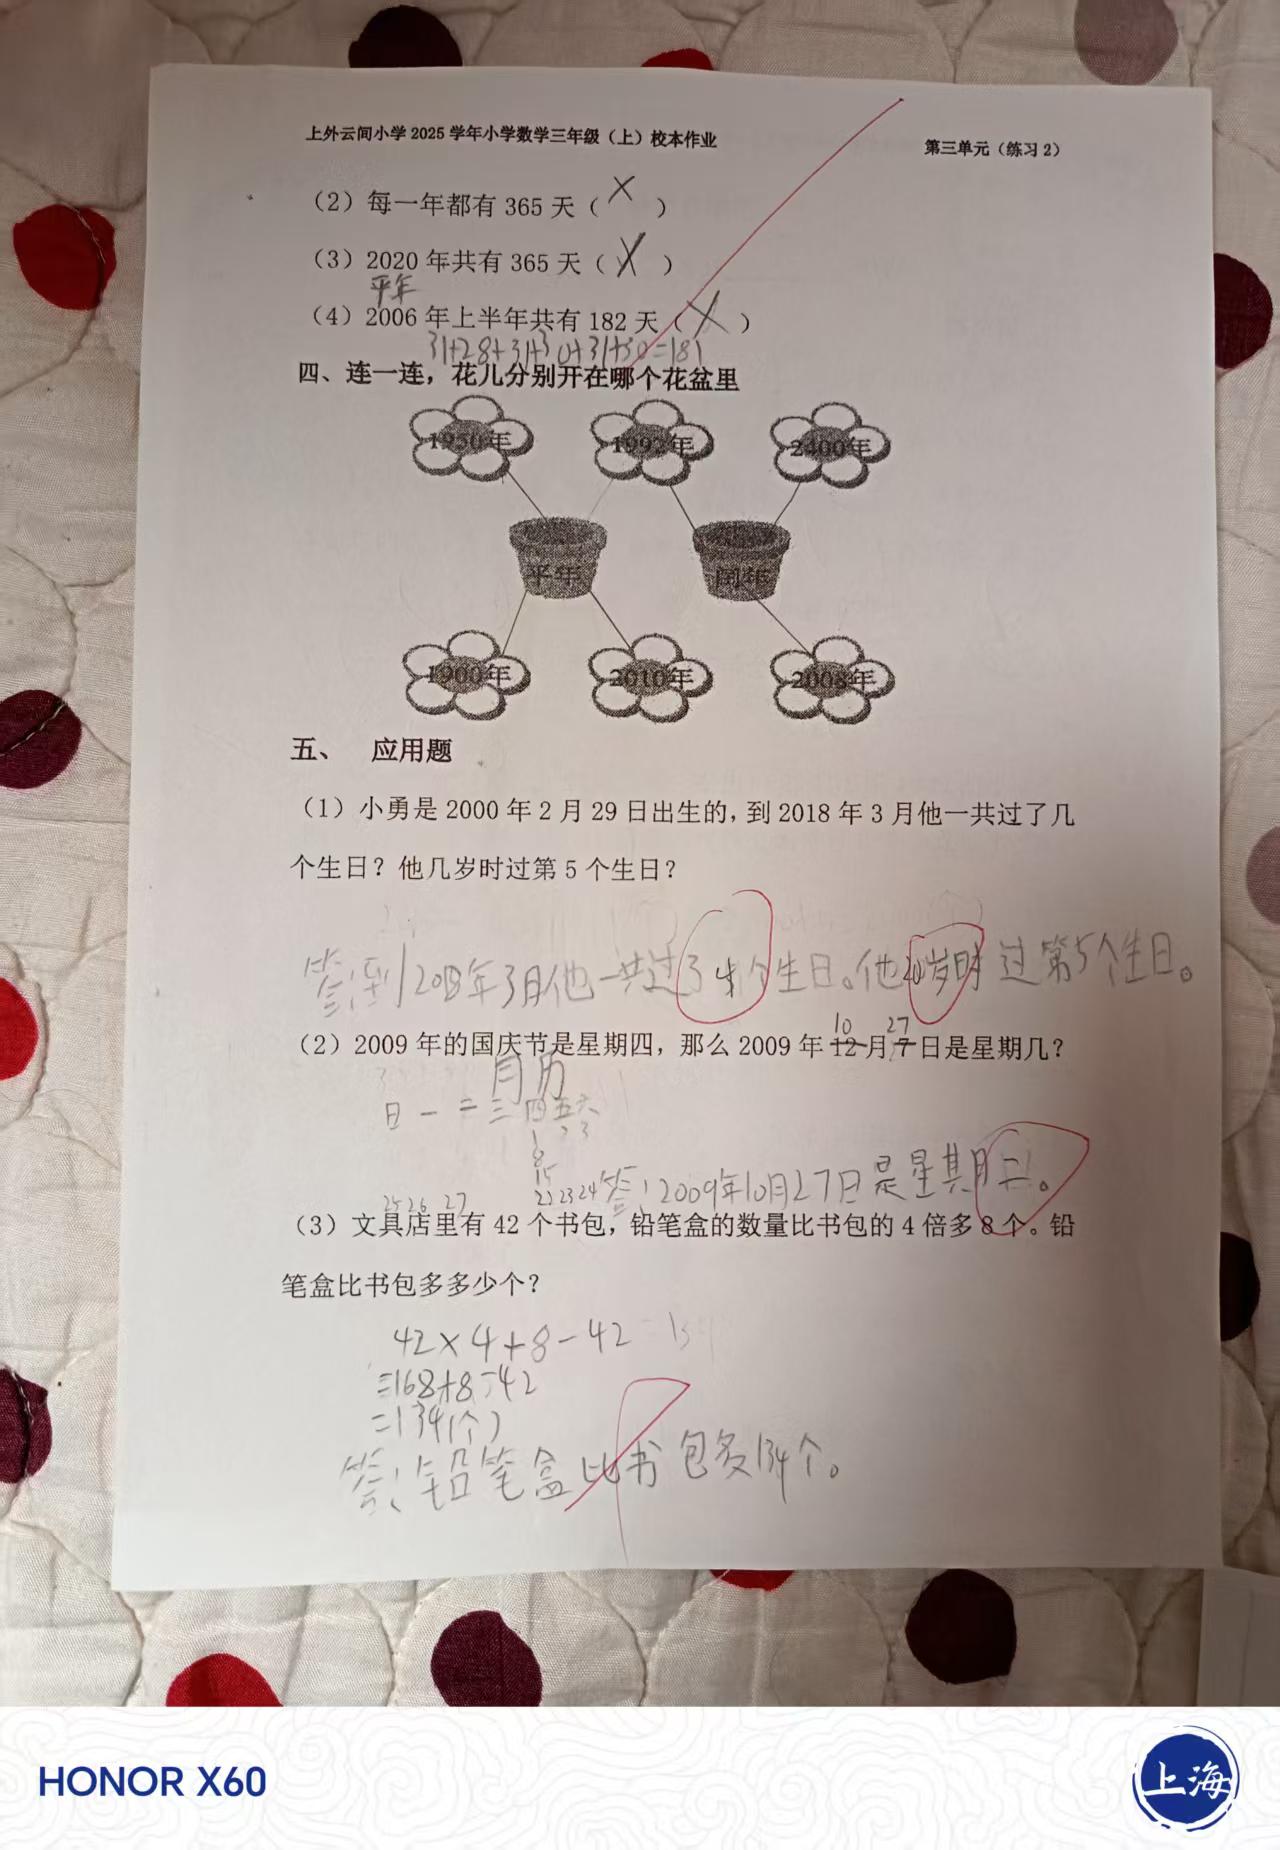 上外云间小学2025学年小学数学三年级（上）校本作业
第三单元（练习2）
（2）每一年都有 365 天（ × ）
（3）2020 年共有 365 天（ × ）
平年
（4）2006 年上半年共有 182 天（ × ）
31+28+31+30+31+30=181
四、连一连，花儿分别开在哪个花盆里
1950年 1992年 2400年
平年 闰年
1900年 2010年 2008年
五、 应用题
（1）小勇是 2000 年 2 月 29 日出生的，到 2018 年 3 月他一共过了几
个生日？他几岁时过第 5 个生日？
答：到2018年3月他一共过了4个生日。他20岁时过第5个生日。
10 27
（2）2009 年的国庆节是星期四，那么 2009 年 12 月 7 日是星期几？
月历
日 一 二 三 四 五 六
1 2 3
8
15
22 23 24
25 26 27
答：2009年10月27日是星期二。
（3）文具店里有 42 个书包，铅笔盒的数量比书包的 4 倍多 8 个。铅
笔盒比书包多多少个？
42×4+8-42
=168+8-42
=134(个)
答：铅笔盒比书包多134个。
HONOR X60
上海